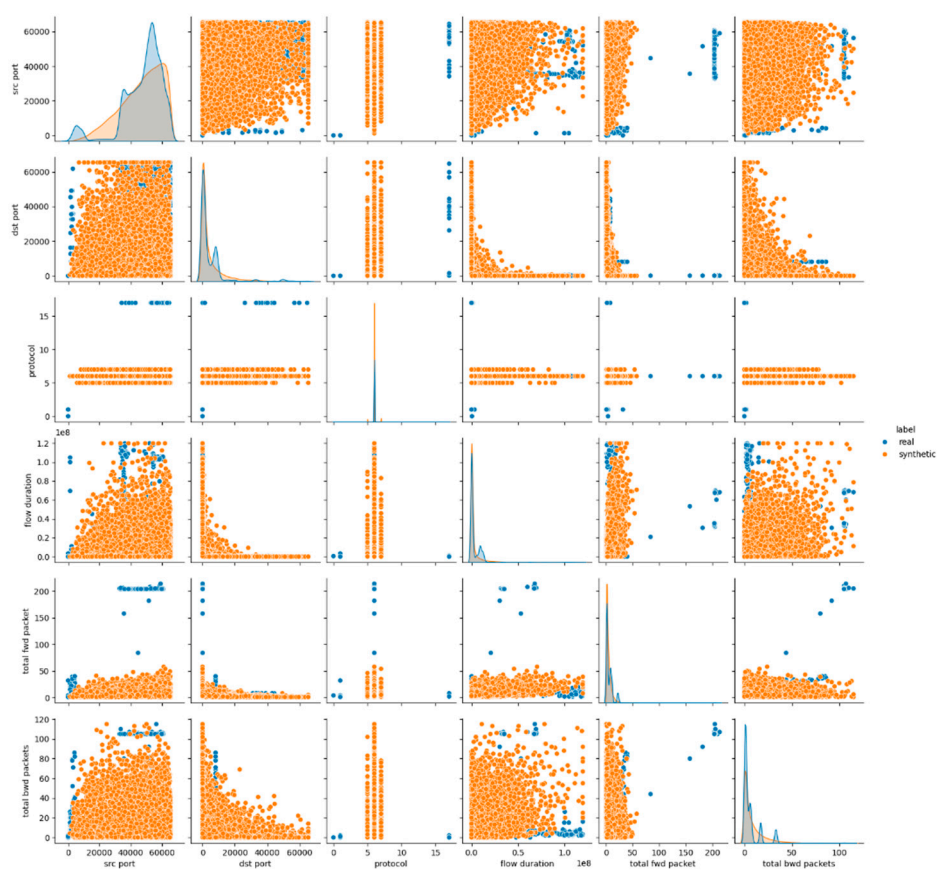 60000
40000
20000
0
src port
60000
40000
20000
0
dst port
15
10
5
0
protocol
1e8
1.2
1.0
0.8
0.6
0.4
0.2
0.0
flow duration
200
150
100
50
0
total fwd packet
120
100
80
60
40
20
0
total bwd packets
0 20000 40000 60000
src port
0 20000 40000 60000
dst port
0 5 10 15
protocol
0.0 0.5 1.0
1e8
flow duration
0 50 100 150 200
total fwd packet
0 50 100
total bwd packets
label
real
synthetic